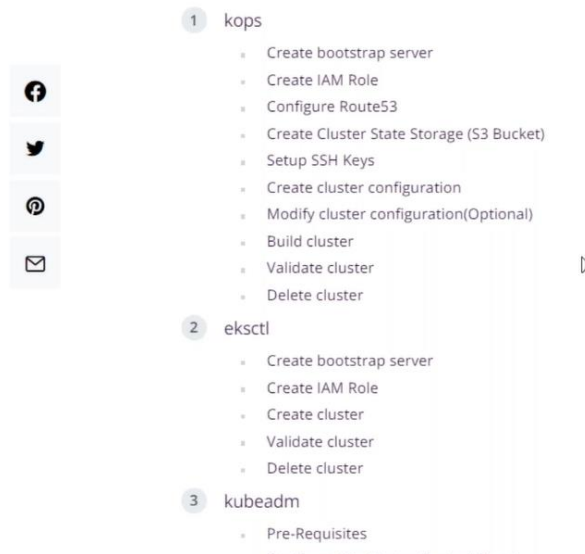 1 kops
Create bootstrap server
Create IAM Role
Configure Route53
Create Cluster State Storage (S3 Bucket)
Setup SSH Keys
Create cluster configuration
Modify cluster configuration(Optional)
Build cluster
Validate cluster
Delete cluster
2 eksctl
Create bootstrap server
Create IAM Role
Create cluster
Validate cluster
Delete cluster
3 kubeadm
Pre-Requisites